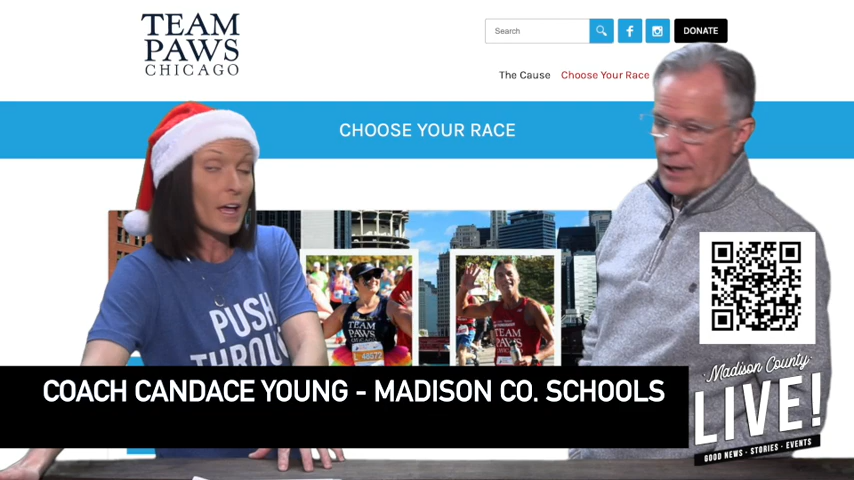 TEAM
PAWS
CHICAGO
Search
DONATE
The Cause
Choose Your Race
CHOOSE YOUR RACE
PUSH
THROUGH
TEAM
PAWS
TEAM
PAWS
COACH CANDACE YOUNG - MADISON CO. SCHOOLS
Madison County
LIVE!
GOOD NEWS · STORIES · EVENTS